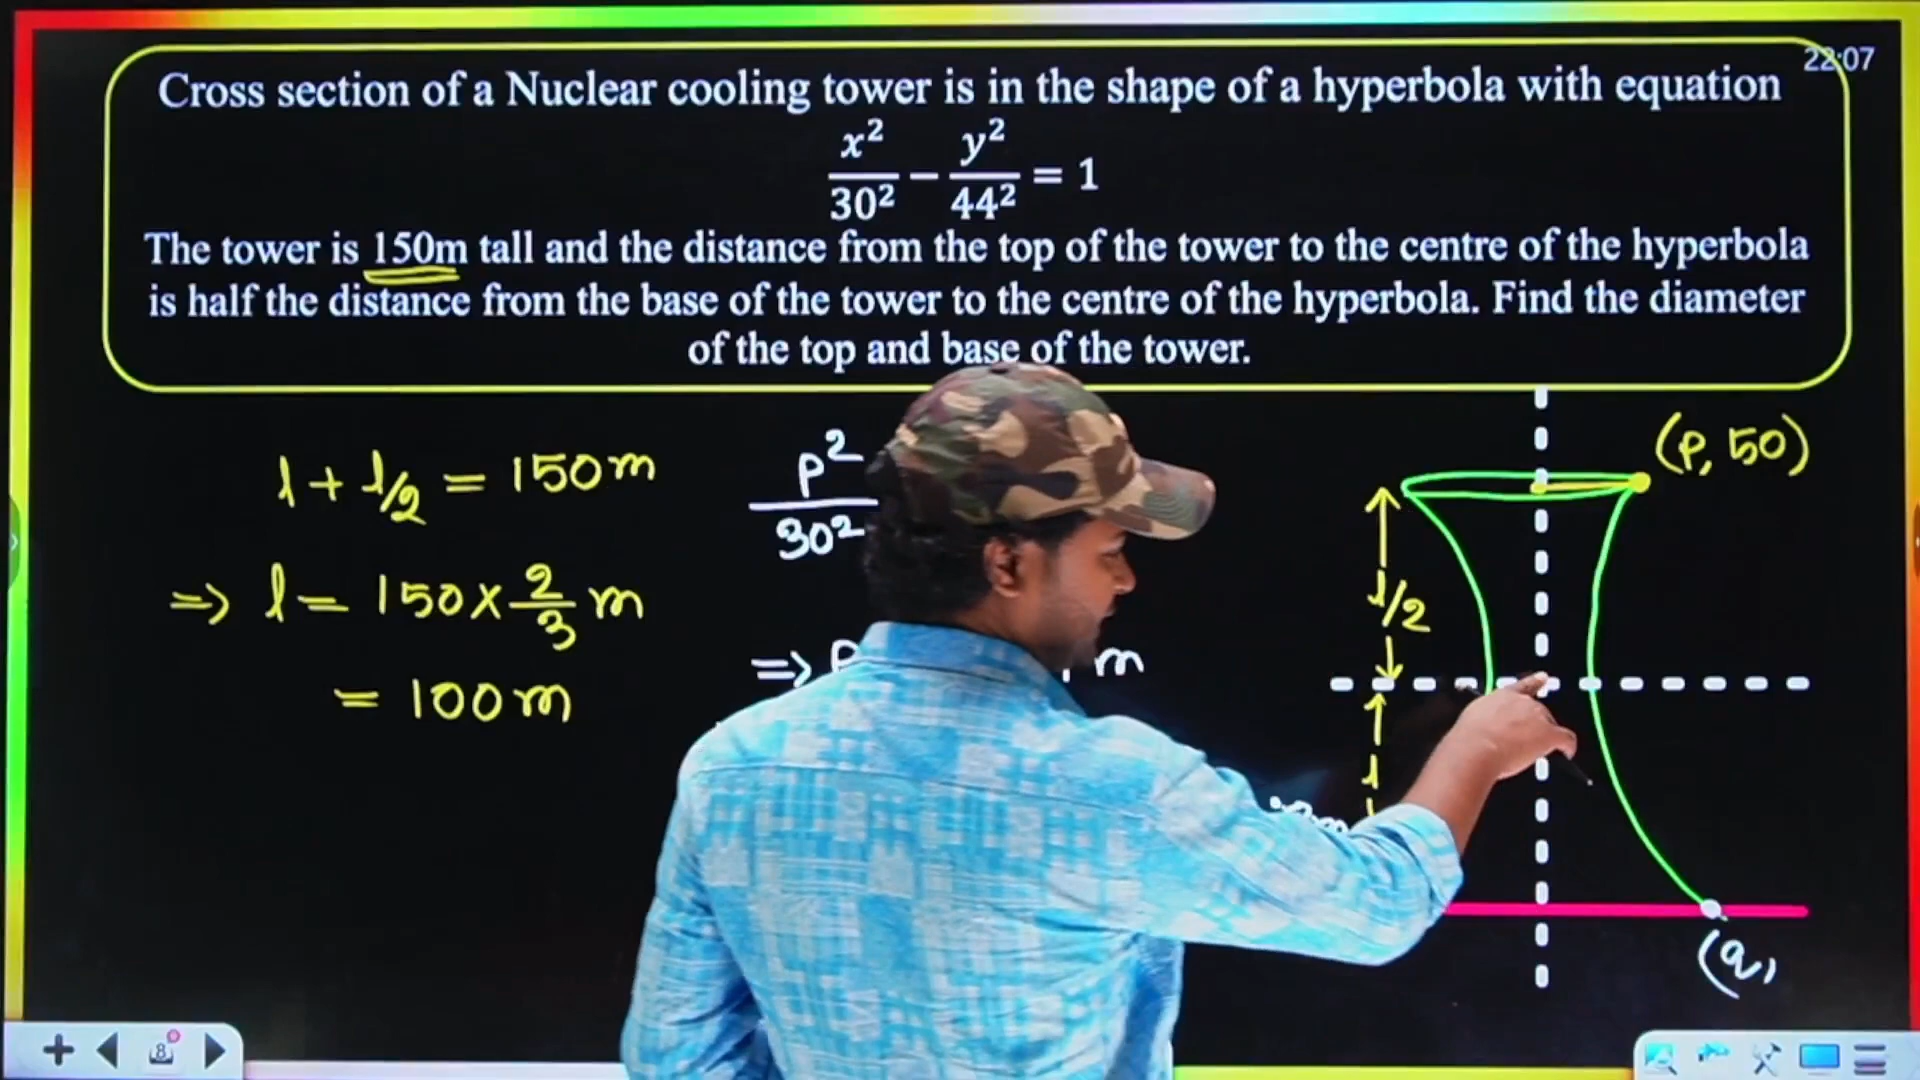 22:07
Cross section of a Nuclear cooling tower is in the shape of a hyperbola with equation
x²/30² − y²/44² = 1
The tower is 150m tall and the distance from the top of the tower to the centre of the hyperbola
is half the distance from the base of the tower to the centre of the hyperbola. Find the diameter
of the top and base of the tower.
l + l/2 = 150m
⇒ l = 150 × 2/3 m
= 100m
P²/30²
⇒ P
m
(P, 50)
l/2
l
(q,
8